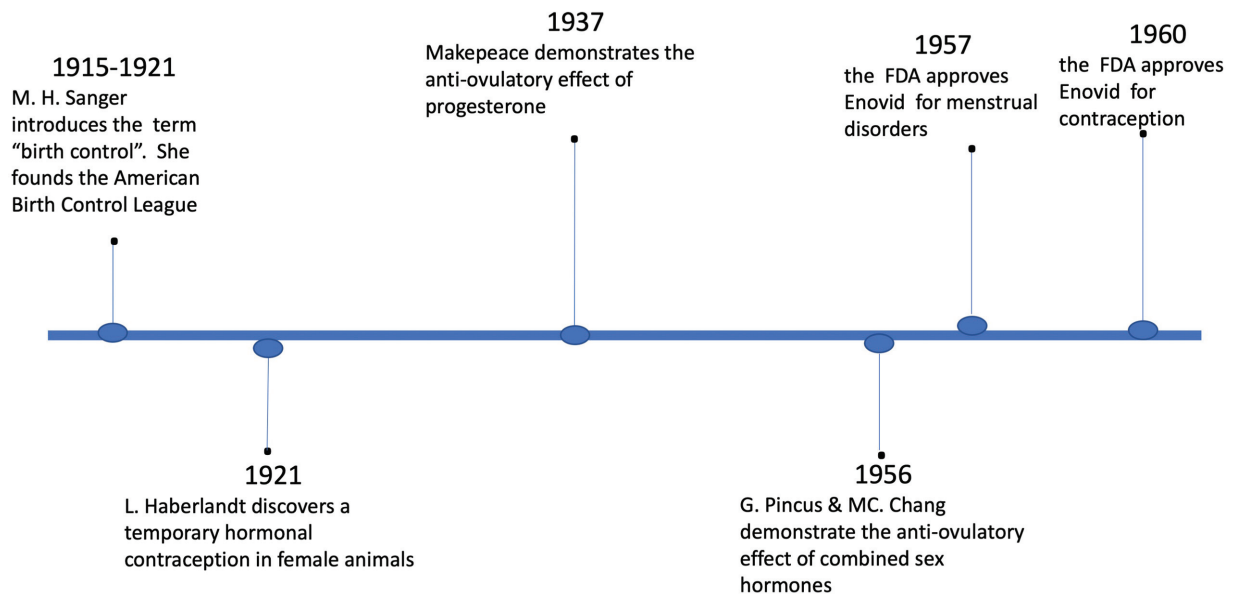 1915-1921
M. H. Sanger
introduces the term
“birth control”. She
founds the American
Birth Control League
1921
L. Haberlandt discovers a
temporary hormonal
contraception in female animals
1937
Makepeace demonstrates the
anti-ovulatory effect of
progesterone
1956
G. Pincus & MC. Chang
demonstrate the anti-ovulatory
effect of combined sex
hormones
1957
the FDA approves
Enovid for menstrual
disorders
1960
the FDA approves
Enovid for
contraception